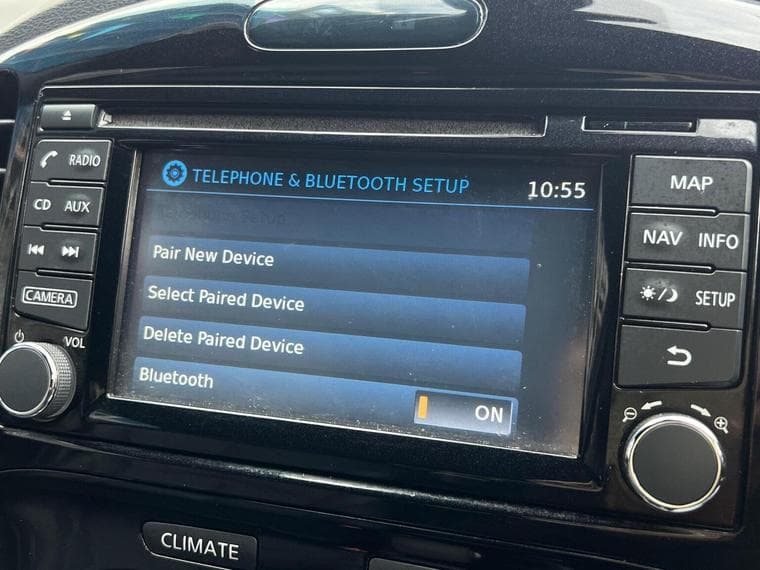 RADIO
CD AUX
CAMERA
VOL
TELEPHONE & BLUETOOTH SETUP 10:55
Pair New Device
Select Paired Device
Delete Paired Device
Bluetooth
ON
MAP
NAV INFO
SETUP
CLIMATE